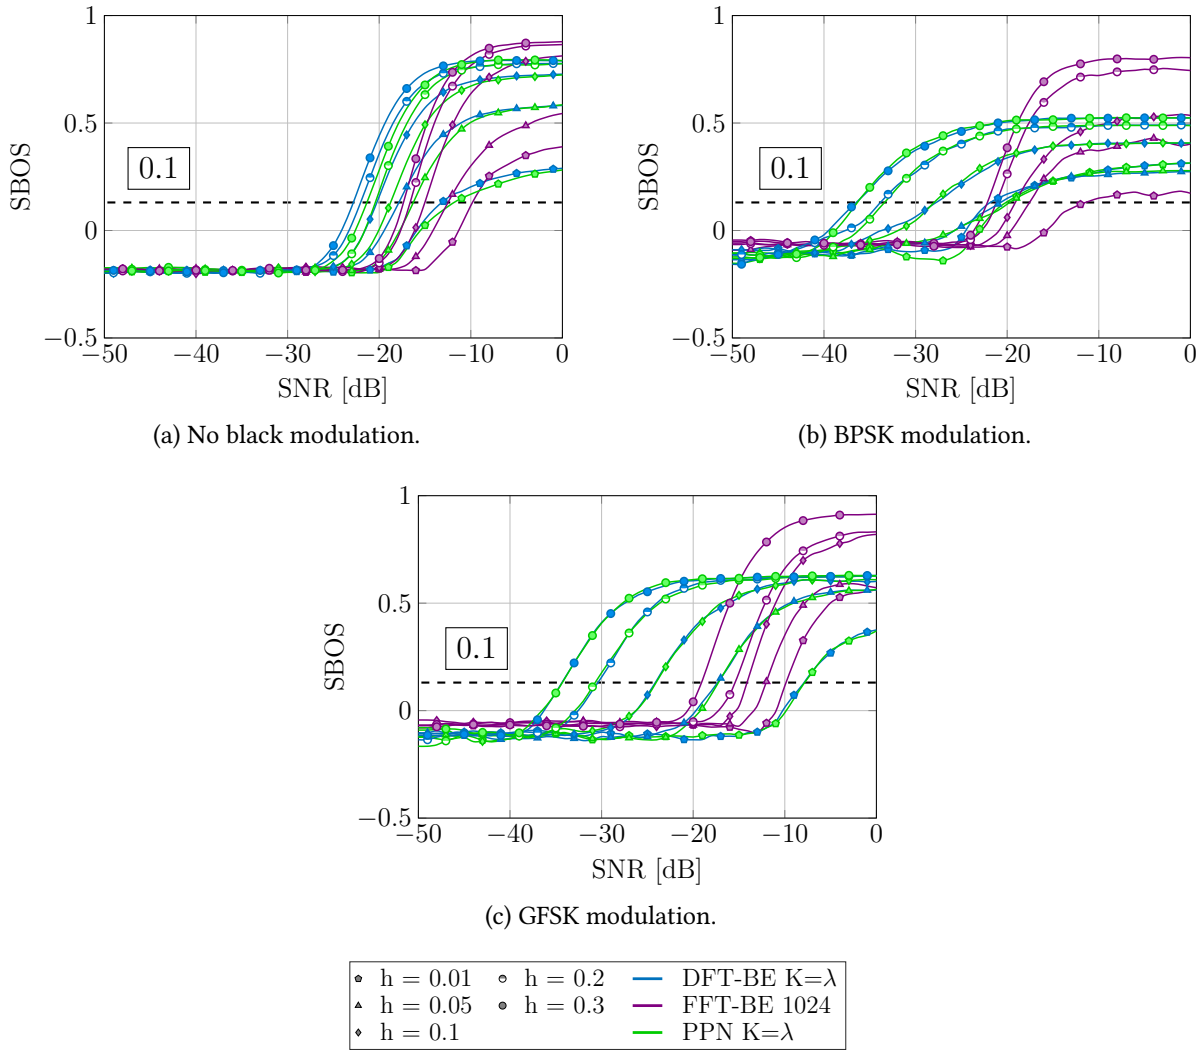 1
0.5
0
−0.5
SBOS
0.1
−50 −40 −30 −20 −10 0
SNR [dB]
(a) No black modulation.
1
0.5
0
−0.5
SBOS
0.1
−50 −40 −30 −20 −10 0
SNR [dB]
(b) BPSK modulation.
1
0.5
0
−0.5
SBOS
0.1
−50 −40 −30 −20 −10 0
SNR [dB]
(c) GFSK modulation.
h = 0.01 h = 0.2 DFT-BE K=λ
h = 0.05 h = 0.3 FFT-BE 1024
h = 0.1 PPN K=λ